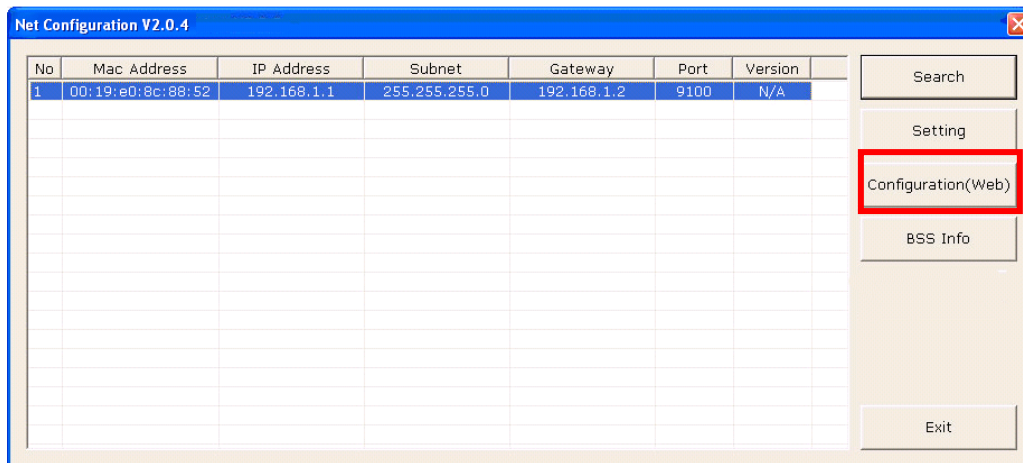 Net Configuration V2.0.4
No Mac Address IP Address Subnet Gateway Port Version
1 00:19:e0:8c:88:52 192.168.1.1 255.255.255.0 192.168.1.2 9100 N/A
Search
Setting
Configuration(Web)
BSS Info
Exit